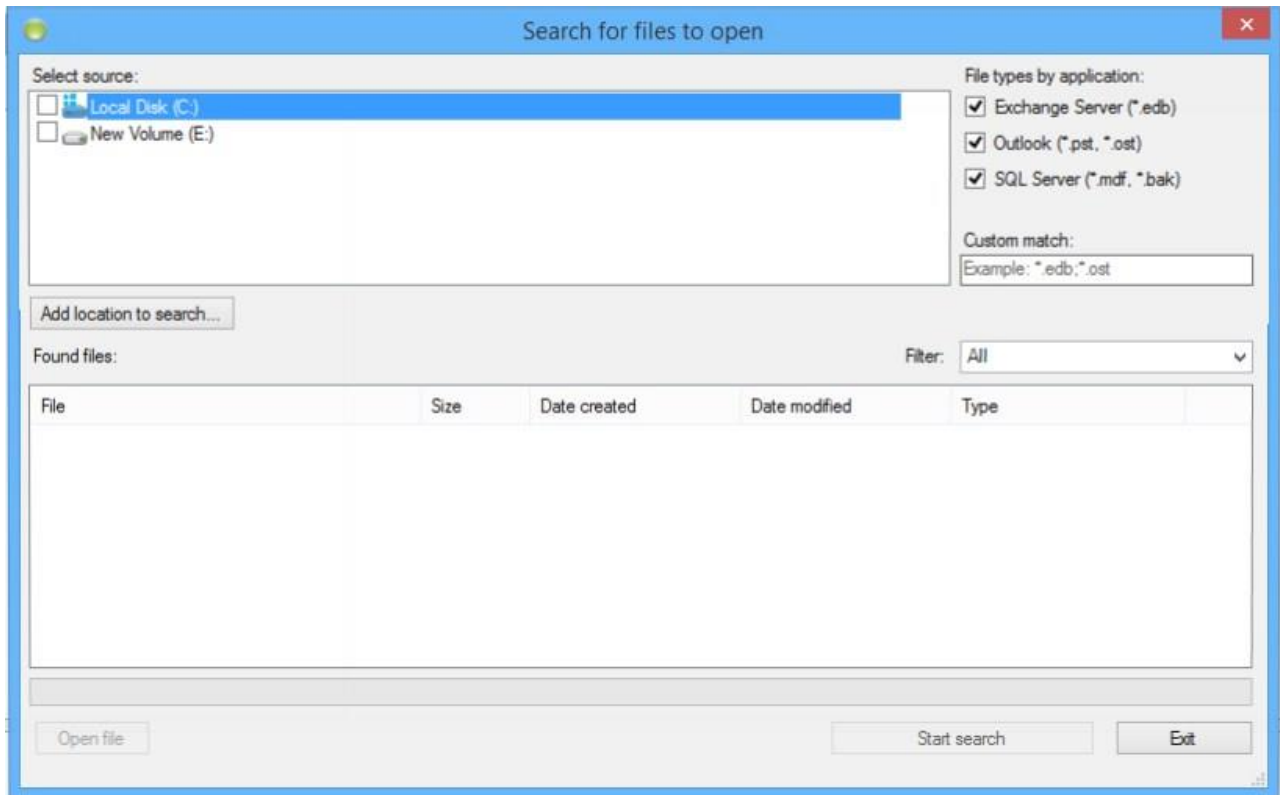 Search for files to open
Select source:
Local Disk (C:)
New Volume (E:)
File types by application:
Exchange Server (*.edb)
Outlook (*.pst, *.ost)
SQL Server (*.mdf, *.bak)
Custom match:
Example: *.edb;*.ost
Add location to search...
Found files:
Filter: All
File Size Date created Date modified Type
Open file Start search Exit